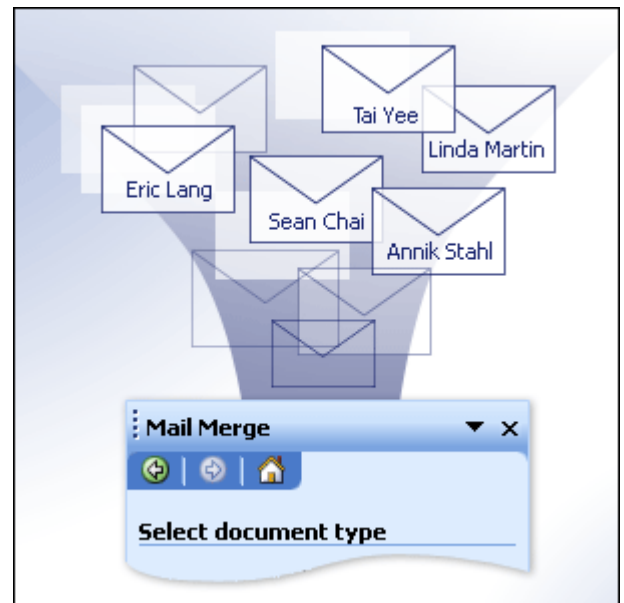 Tai Yee
Linda Martin
Eric Lang
Sean Chai
Annik Stahl
Mail Merge
Select document type